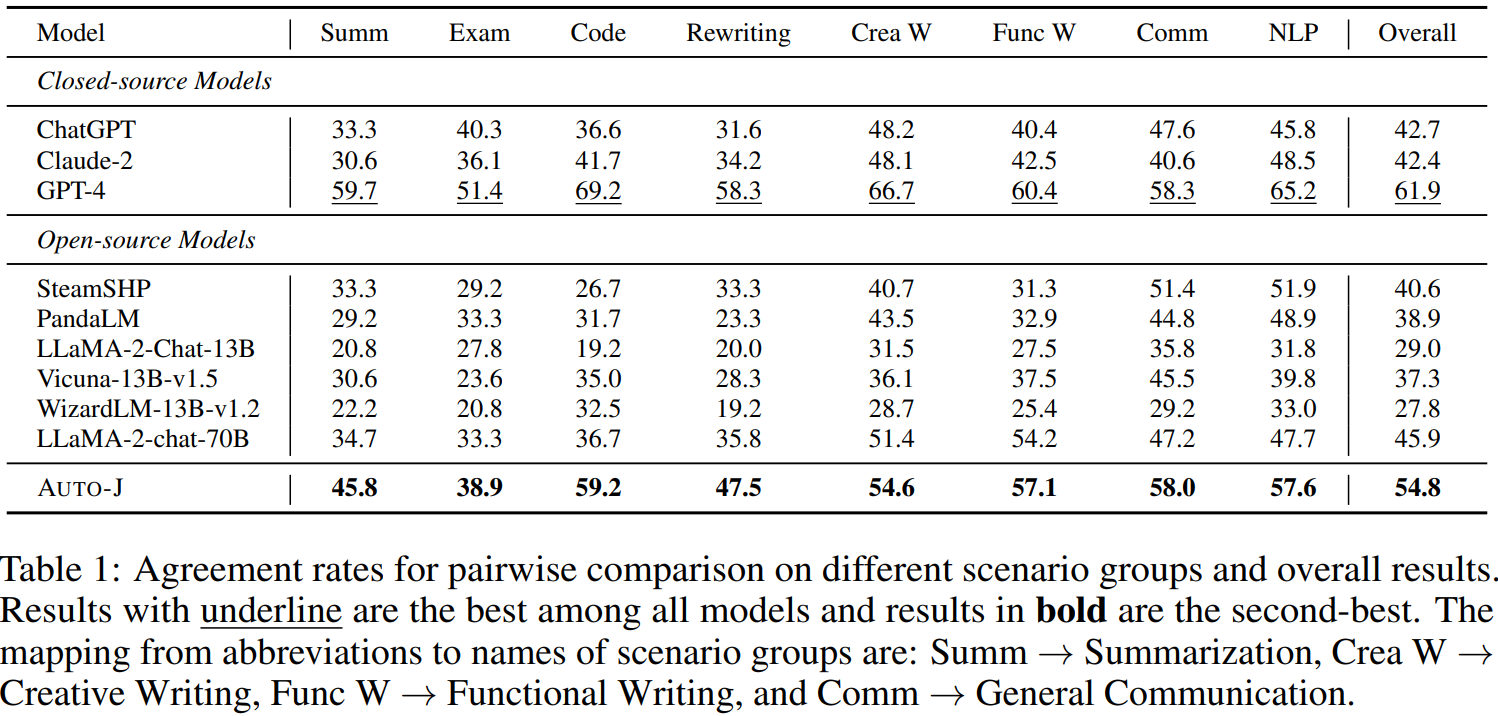 Model Summ Exam Code Rewriting Crea W Func W Comm NLP Overall
Closed-source Models
ChatGPT 33.3 40.3 36.6 31.6 48.2 40.4 47.6 45.8 42.7
Claude-2 30.6 36.1 41.7 34.2 48.1 42.5 40.6 48.5 42.4
GPT-4 59.7 51.4 69.2 58.3 66.7 60.4 58.3 65.2 61.9
Open-source Models
SteamSHP 33.3 29.2 26.7 33.3 40.7 31.3 51.4 51.9 40.6
PandaLM 29.2 33.3 31.7 23.3 43.5 32.9 44.8 48.9 38.9
LLaMA-2-Chat-13B 20.8 27.8 19.2 20.0 31.5 27.5 35.8 31.8 29.0
Vicuna-13B-v1.5 30.6 23.6 35.0 28.3 36.1 37.5 45.5 39.8 37.3
WizardLM-13B-v1.2 22.2 20.8 32.5 19.2 28.7 25.4 29.2 33.0 27.8
LLaMA-2-chat-70B 34.7 33.3 36.7 35.8 51.4 54.2 47.2 47.7 45.9
AUTO-J 45.8 38.9 59.2 47.5 54.6 57.1 58.0 57.6 54.8
Table 1: Agreement rates for pairwise comparison on different scenario groups and overall results.
Results with underline are the best among all models and results in bold are the second-best. The
mapping from abbreviations to names of scenario groups are: Summ → Summarization, Crea W →
Creative Writing, Func W → Functional Writing, and Comm → General Communication.